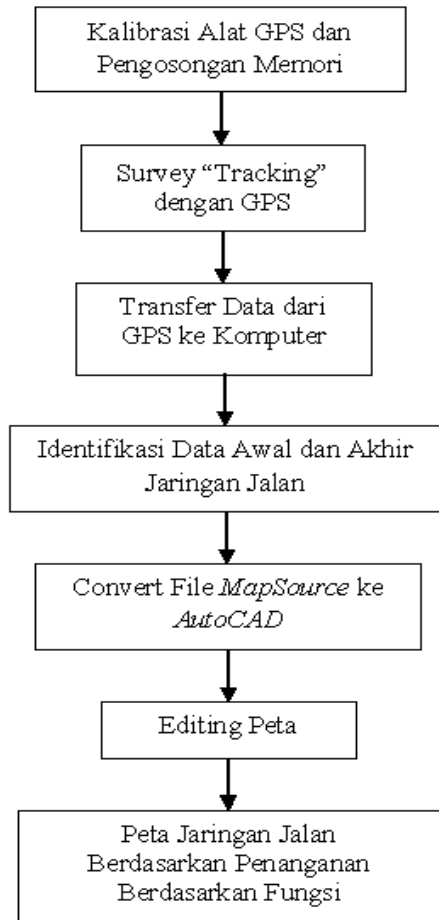 Kalibrasi Alat GPS dan
Pengosongan Memori
Survey “Tracking”
dengan GPS
Transfer Data dari
GPS ke Komputer
Identifikasi Data Awal dan Akhir
Jaringan Jalan
Convert File MapSource ke
AutoCAD
Editing Peta
Peta Jaringan Jalan
Berdasarkan Penanganan
Berdasarkan Fungsi